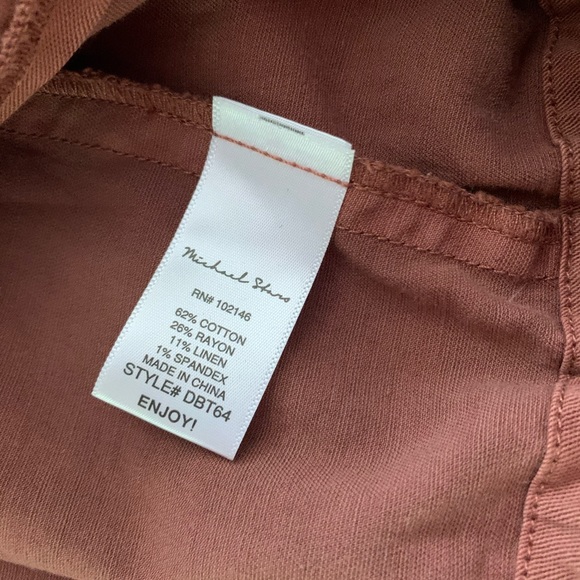 Michael Stars
RN# 102146
62% COTTON
26% RAYON
11% LINEN
1% SPANDEX
MADE IN CHINA
STYLE# DBT64
ENJOY!